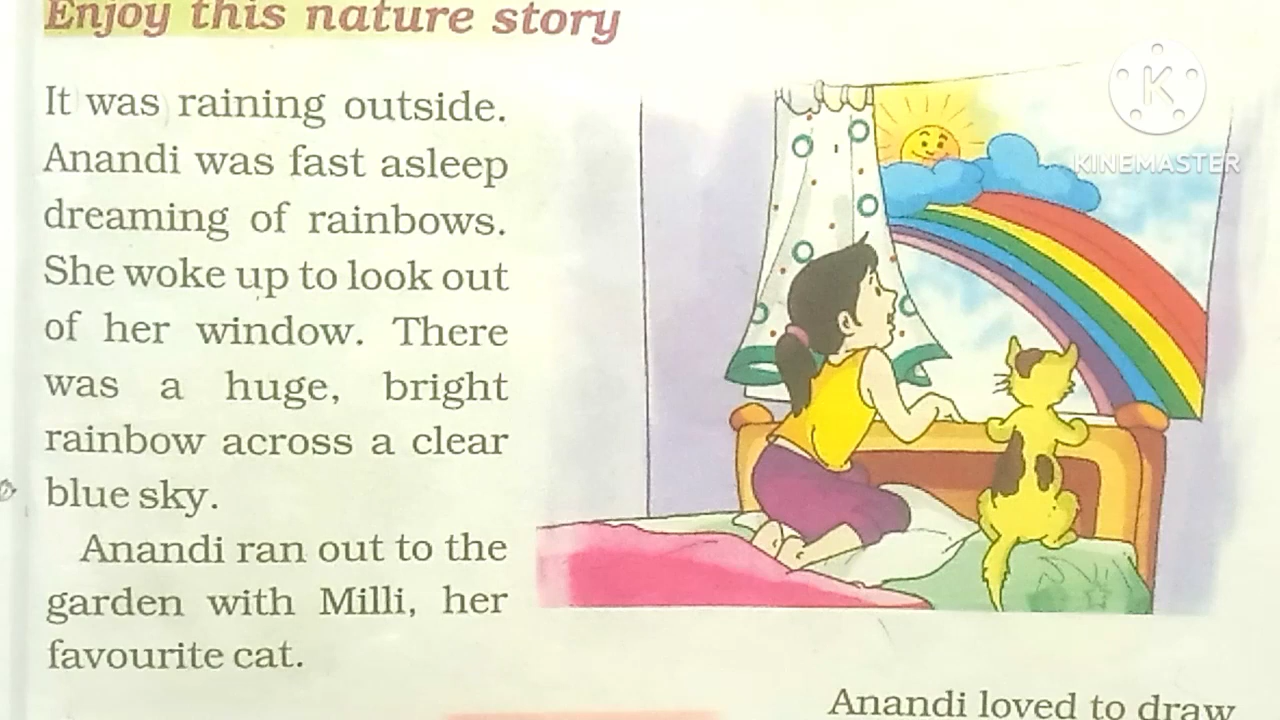 Enjoy this nature story
It was raining outside.
Anandi was fast asleep
dreaming of rainbows.
She woke up to look out
of her window. There
was a huge, bright
rainbow across a clear
blue sky.
Anandi ran out to the
garden with Milli, her
favourite cat.
Anandi loved to draw
K
KINEMASTER